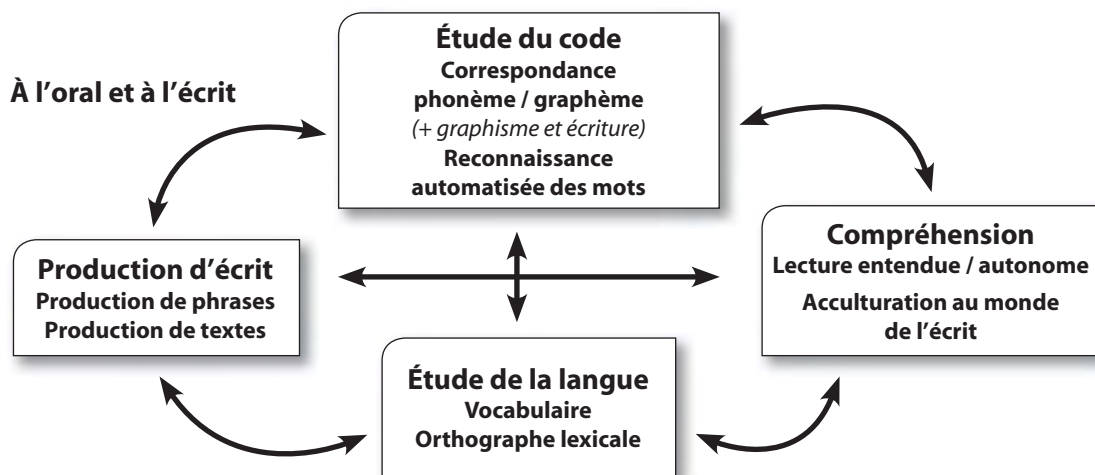 À l’oral et à l’écrit
Étude du code
Correspondance
phonème / graphème
(+ graphisme et écriture)
Reconnaissance
automatisée des mots
Production d’écrit
Production de phrases
Production de textes
Compréhension
Lecture entendue / autonome
Acculturation au monde
de l’écrit
Étude de la langue
Vocabulaire
Orthographe lexicale